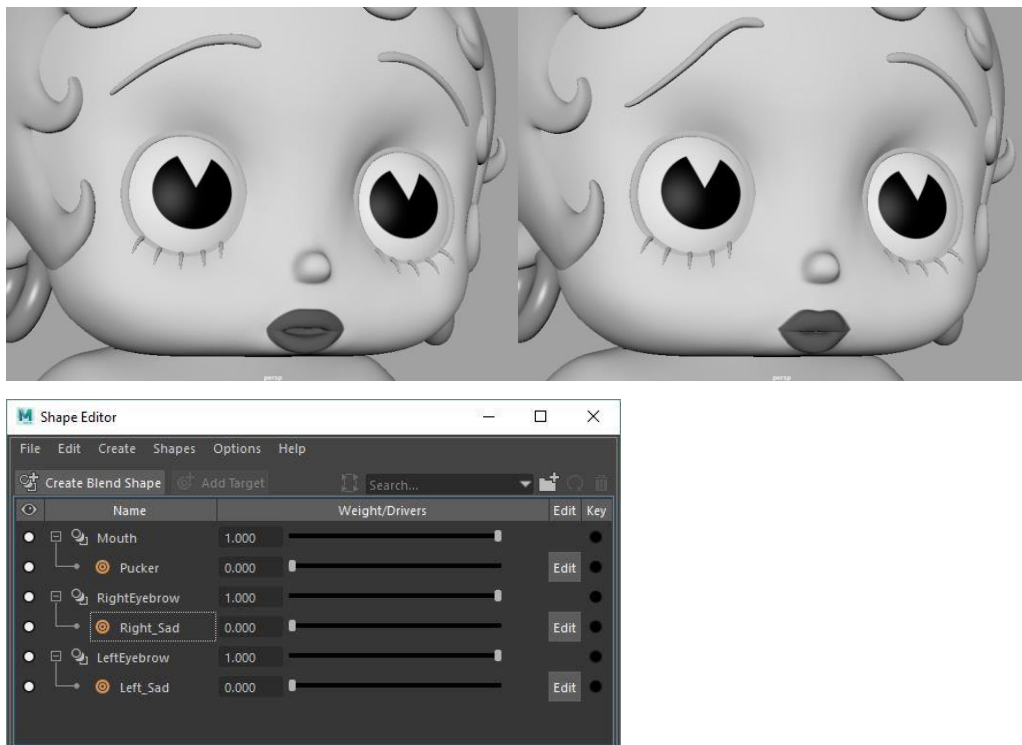 persp
persp
Shape Editor
File Edit Create Shapes Options Help
Create Blend Shape Add Target Search...
Name Weight/Drivers Edit Key
Mouth 1.000
Pucker 0.000 Edit
RightEyebrow 1.000
Right_Sad 0.000 Edit
LeftEyebrow 1.000
Left_Sad 0.000 Edit